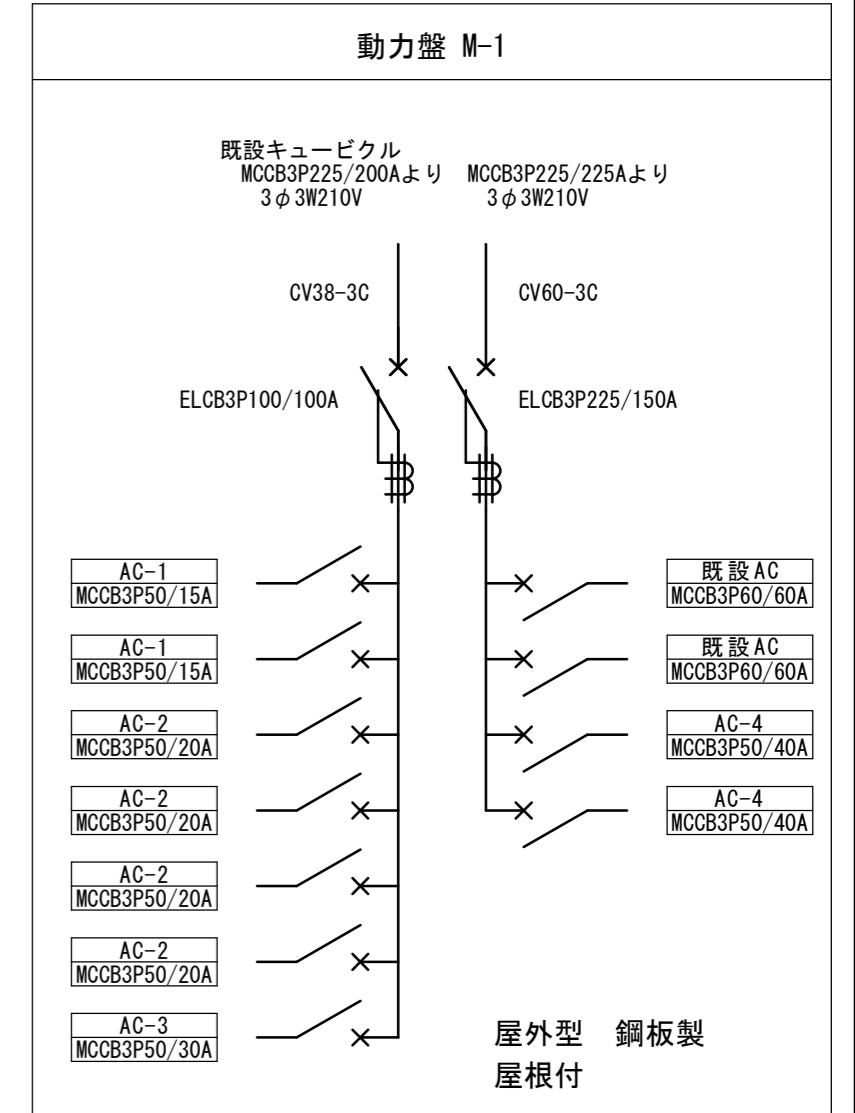 動力盤 M-1
既設キュービクル
MCCB3P225/200Aより MCCB3P225/225Aより
3φ3W210V 3φ3W210V
CV38-3C CV60-3C
ELCB3P100/100A ELCB3P225/150A
AC-1
MCCB3P50/15A
AC-1
MCCB3P50/15A
AC-2
MCCB3P50/20A
AC-2
MCCB3P50/20A
AC-2
MCCB3P50/20A
AC-2
MCCB3P50/20A
AC-3
MCCB3P50/30A
既設AC
MCCB3P60/60A
既設AC
MCCB3P60/60A
AC-4
MCCB3P50/40A
AC-4
MCCB3P50/40A
屋外型 鋼板製
屋根付